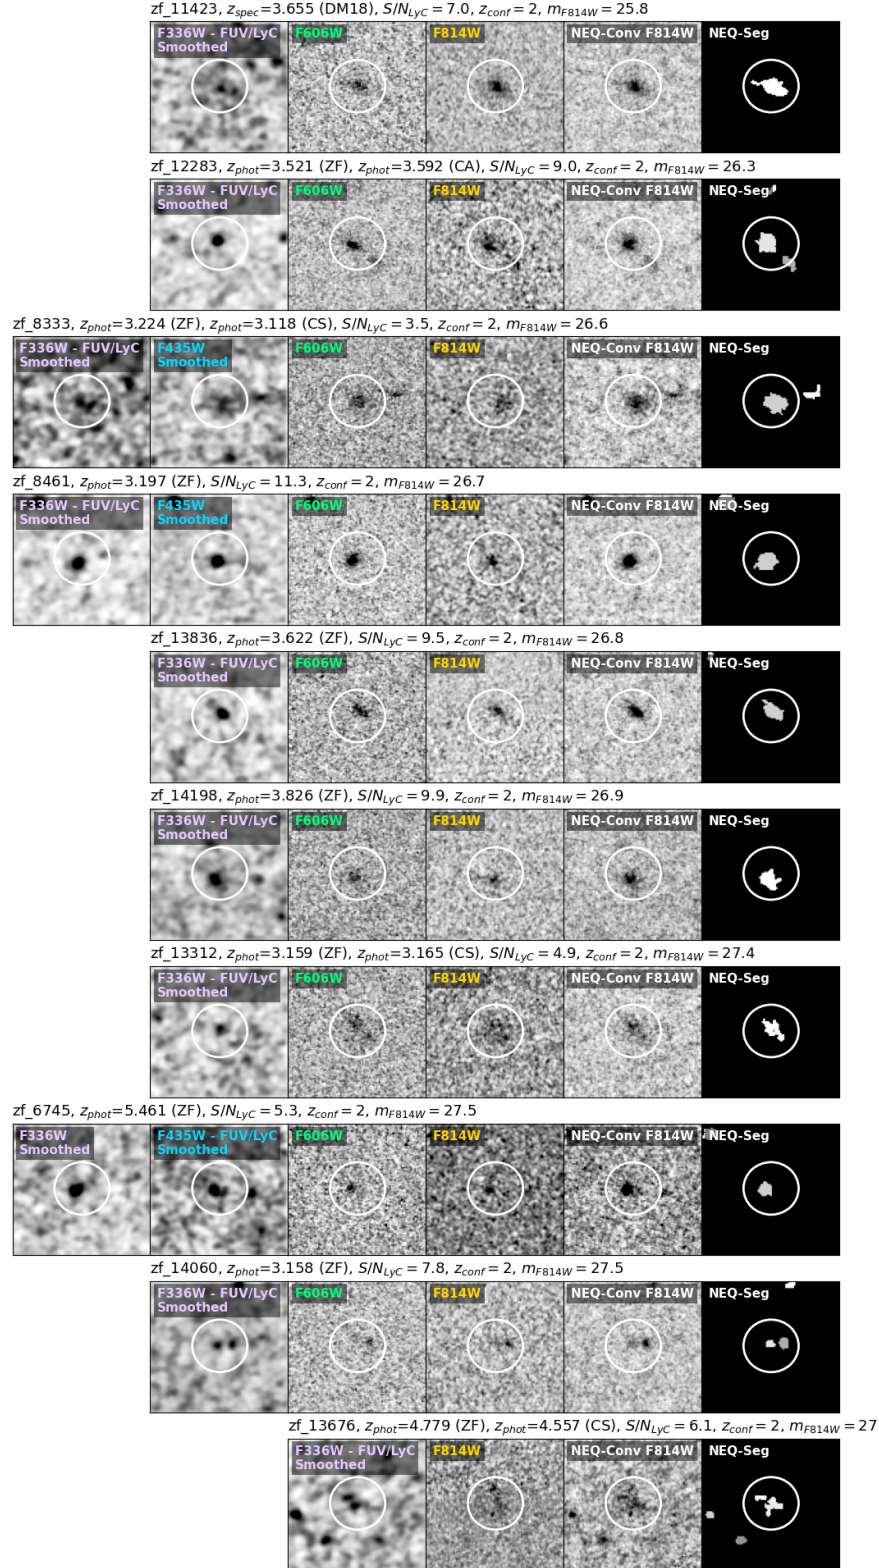 zf_11423, z_spec=3.655 (DM18), S/N_LyC = 7.0, z_conf = 2, m_F814W = 25.8
F336W - FUV/LyC F606W F814W NEQ-Conv F814W NEQ-Seg
Smoothed
zf_12283, z_phot=3.521 (ZF), z_phot=3.592 (CA), S/N_LyC = 9.0, z_conf = 2, m_F814W = 26.3
F336W - FUV/LyC F606W F814W NEQ-Conv F814W NEQ-Seg
Smoothed
zf_8333, z_phot=3.224 (ZF), z_phot=3.118 (CS), S/N_LyC = 3.5, z_conf = 2, m_F814W = 26.6
F336W - FUV/LyC F435W F606W F814W NEQ-Conv F814W NEQ-Seg
Smoothed Smoothed
zf_8461, z_phot=3.197 (ZF), S/N_LyC = 11.3, z_conf = 2, m_F814W = 26.7
F336W - FUV/LyC F435W F606W F814W NEQ-Conv F814W NEQ-Seg
Smoothed Smoothed
zf_13836, z_phot=3.622 (ZF), S/N_LyC = 9.5, z_conf = 2, m_F814W = 26.8
F336W - FUV/LyC F606W F814W NEQ-Conv F814W NEQ-Seg
Smoothed
zf_14198, z_phot=3.826 (ZF), S/N_LyC = 9.9, z_conf = 2, m_F814W = 26.9
F336W - FUV/LyC F606W F814W NEQ-Conv F814W NEQ-Seg
Smoothed
zf_13312, z_phot=3.159 (ZF), z_phot=3.165 (CS), S/N_LyC = 4.9, z_conf = 2, m_F814W = 27.4
F336W - FUV/LyC F606W F814W NEQ-Conv F814W NEQ-Seg
Smoothed
zf_6745, z_phot=5.461 (ZF), S/N_LyC = 5.3, z_conf = 2, m_F814W = 27.5
F336W F435W - FUV/LyC F606W F814W NEQ-Conv F814W NEQ-Seg
Smoothed Smoothed
zf_14060, z_phot=3.158 (ZF), S/N_LyC = 7.8, z_conf = 2, m_F814W = 27.5
F336W - FUV/LyC F606W F814W NEQ-Conv F814W NEQ-Seg
Smoothed
zf_13676, z_phot=4.779 (ZF), z_phot=4.557 (CS), S/N_LyC = 6.1, z_conf = 2, m_F814W = 27
F336W - FUV/LyC F814W NEQ-Conv F814W NEQ-Seg
Smoothed